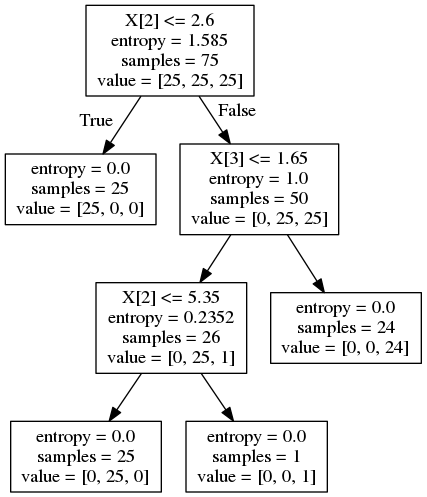 X[2] <= 2.6
entropy = 1.585
samples = 75
value = [25, 25, 25]
True
False
entropy = 0.0
samples = 25
value = [25, 0, 0]
X[3] <= 1.65
entropy = 1.0
samples = 50
value = [0, 25, 25]
X[2] <= 5.35
entropy = 0.2352
samples = 26
value = [0, 25, 1]
entropy = 0.0
samples = 24
value = [0, 0, 24]
entropy = 0.0
samples = 25
value = [0, 25, 0]
entropy = 0.0
samples = 1
value = [0, 0, 1]